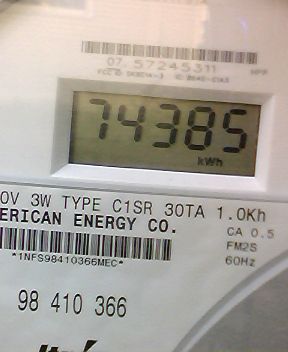 07 57245311
74385
kWh
0V 3W TYPE C1SR 30TA 1.0Kh
ERICAN ENERGY CO.
CA 0.5
FM2S
*1NFS98410366MEC*
60Hz
98 410 366